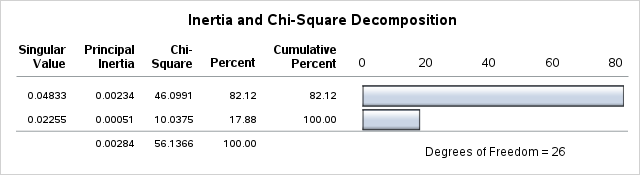 Inertia and Chi-Square Decomposition
Singular Value Principal Inertia Chi-Square Percent Cumulative Percent 0 20 40 60 80
0.04833 0.00234 46.0991 82.12 82.12
0.02255 0.00051 10.0375 17.88 100.00
0.00284 56.1366 100.00
Degrees of Freedom = 26